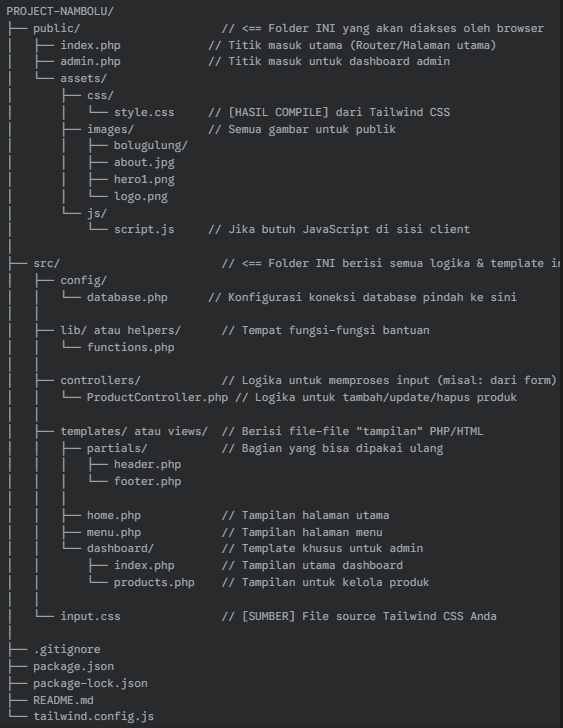 PROJECT-NAMBOLU/
├── public/                     // <== Folder INI yang akan diakses oleh browser
│   ├── index.php             // Titik masuk utama (Router/Halaman utama)
│   ├── admin.php             // Titik masuk untuk dashboard admin
│   └── assets/
│       ├── css/
│       │   └── style.css     // [HASIL COMPILE] dari Tailwind CSS
│       ├── images/           // Semua gambar untuk publik
│       │   ├── bolugulung/
│       │   ├── about.jpg
│       │   ├── hero1.png
│       │   └── logo.png
│       └── js/
│           └── script.js     // Jika butuh JavaScript di sisi client
│
├── src/                        // <== Folder INI berisi semua logika & template
│   ├── config/
│   │   └── database.php      // Konfigurasi koneksi database pindah ke sini
│   │
│   ├── lib/ atau helpers/      // Tempat fungsi-fungsi bantuan
│   │   └── functions.php
│   │
│   ├── controllers/            // Logika untuk memproses input (misal: dari form)
│   │   └── ProductController.php // Logika untuk tambah/update/hapus produk
│   │
│   ├── templates/ atau views/  // Berisi file-file "tampilan" PHP/HTML
│   │   ├── partials/           // Bagian yang bisa dipakai ulang
│   │   │   ├── header.php
│   │   │   └── footer.php
│   │   │
│   │   ├── home.php            // Tampilan halaman utama
│   │   ├── menu.php            // Tampilan halaman menu
│   │   └── dashboard/          // Template khusus untuk admin
│   │       ├── index.php       // Tampilan utama dashboard
│   │       └── products.php    // Tampilan untuk kelola produk
│   │
│   └── input.css               // [SUMBER] File source Tailwind CSS Anda
│
├── .gitignore
├── package.json
├── package-lock.json
├── README.md
└── tailwind.config.js